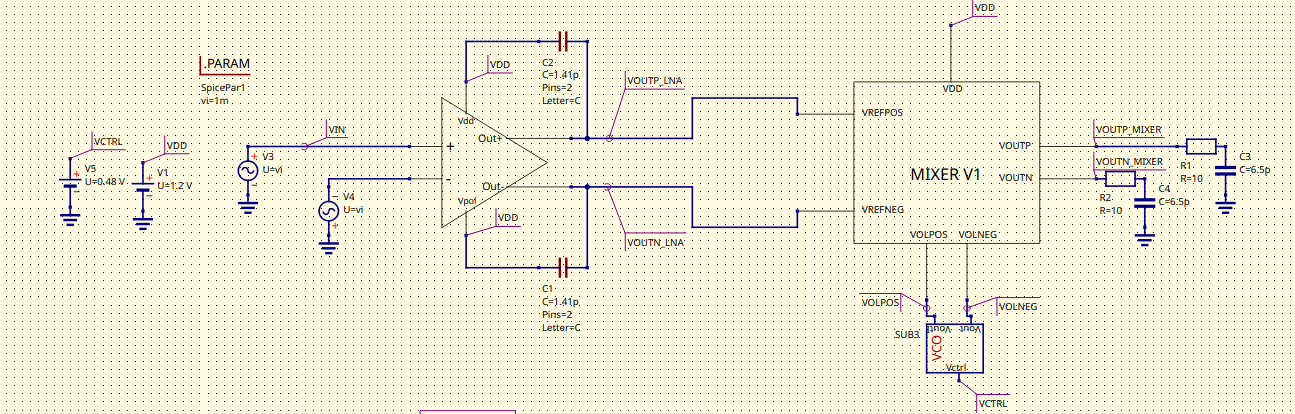 VDD
.PARAM
SpicePar1
vi=1m
C2
C=1.41p
Pins=2
Letter=C
VDD
VOUTP_LNA
VDD
VREFPOS
Vdd
Out+
VCTRL
VDD
VIN
V5
U=0.48 V
V1
U=1.2 V
V3
U=vi
+
-
V4
U=vi
Out-
Vpol
VDD
VOUTN_LNA
VREFNEG
MIXER V1
VOUTP
VOUTN
VOUTP_MIXER
VOUTN_MIXER
R1
R=10
C3
C=6.5p
R2
R=10
C4
C=6.5p
VOLPOS
VOLNEG
C1
C=1.41p
Pins=2
Letter=C
VOLPOS
VOLNEG
SUB3
VCO
Vctrl
VCTRL